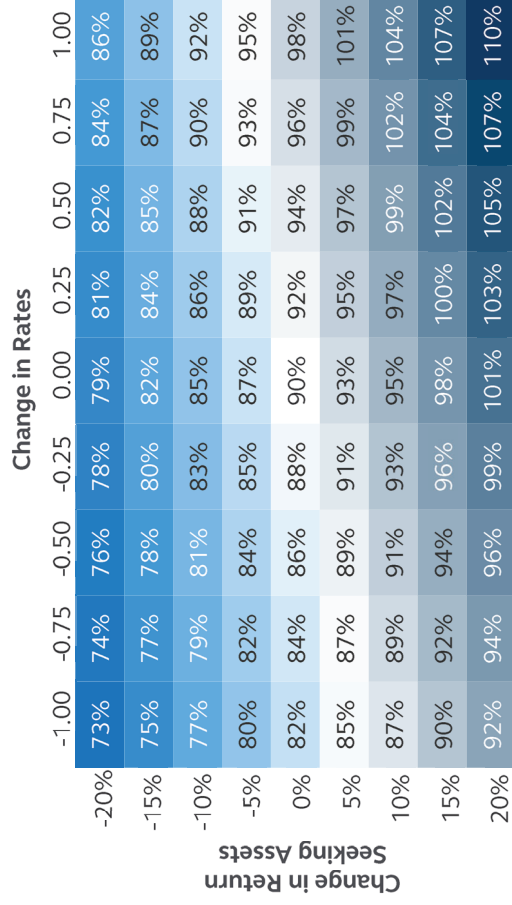 Change in Rates
-1.00 -0.75 -0.50 -0.25 0.00 0.25 0.50 0.75 1.00
Change in Return
Seeking Assets
-20% 73% 74% 76% 78% 79% 81% 82% 84% 86%
-15% 75% 77% 78% 80% 82% 84% 85% 87% 89%
-10% 77% 79% 81% 83% 85% 86% 88% 90% 92%
-5% 80% 82% 84% 85% 87% 89% 91% 93% 95%
0% 82% 84% 86% 88% 90% 92% 94% 96% 98%
5% 85% 87% 89% 91% 93% 95% 97% 99% 101%
10% 87% 89% 91% 93% 95% 97% 99% 102% 104%
15% 90% 92% 94% 96% 98% 100% 102% 104% 107%
20% 92% 94% 96% 99% 101% 103% 105% 107% 110%